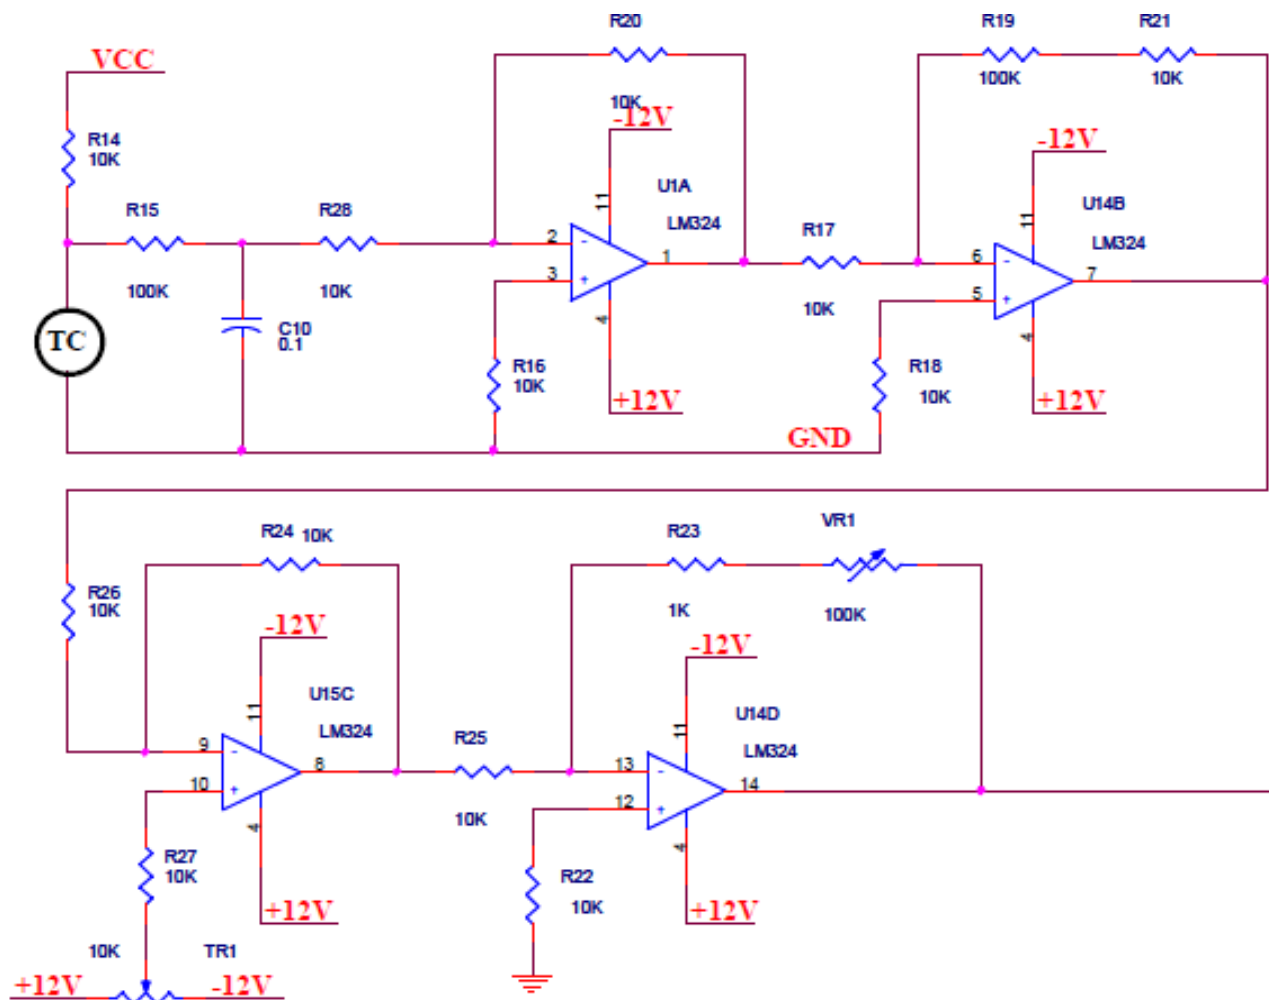 R20
R19
R21
VCC
10K
100K
10K
-12V
R14
10K
-12V
U1A
11
LM324
U14B
11
LM324
R15
R28
R17
2
-
1
3
+
6
-
7
5
+
100K
10K
10K
4
4
TC
C10
0.1
R16
10K
R18
10K
+12V
+12V
GND
R24
10K
R23
VR1
R26
10K
1K
100K
-12V
-12V
U15C
11
LM324
U14D
11
LM324
R25
9
-
8
10
+
13
-
14
12
+
10K
4
4
R27
10K
R22
10K
+12V
+12V
10K
TR1
+12V
-12V